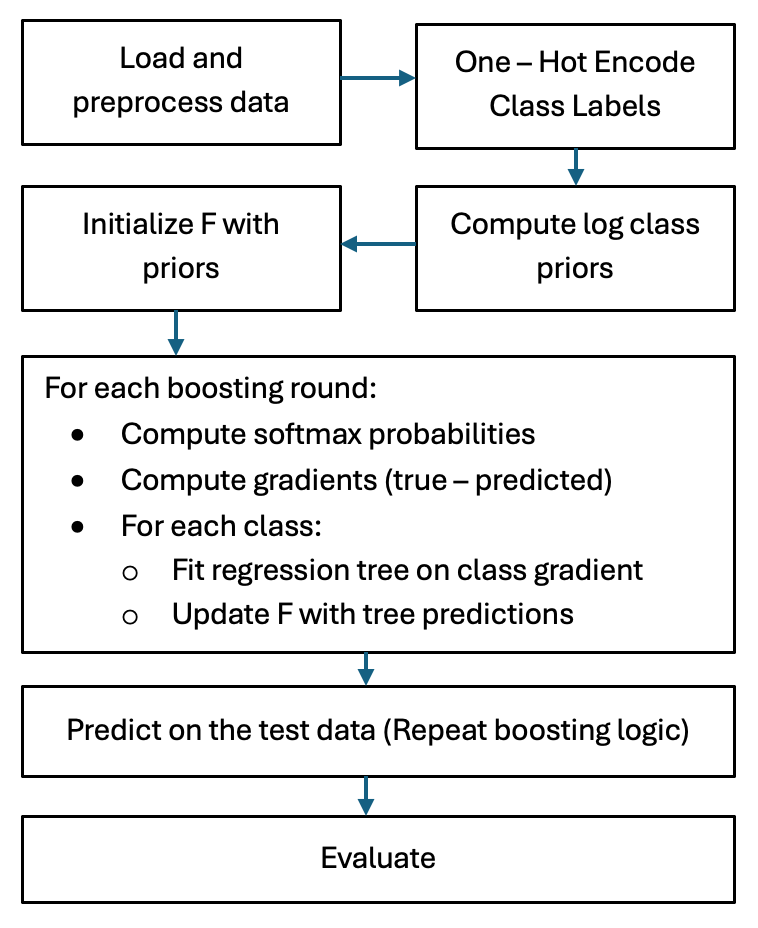 Load and
preprocess data
One – Hot Encode
Class Labels
Compute log class
priors
Initialize F with
priors
For each boosting round:
• Compute softmax probabilities
• Compute gradients (true – predicted)
• For each class:
o Fit regression tree on class gradient
o Update F with tree predictions
Predict on the test data (Repeat boosting logic)
Evaluate